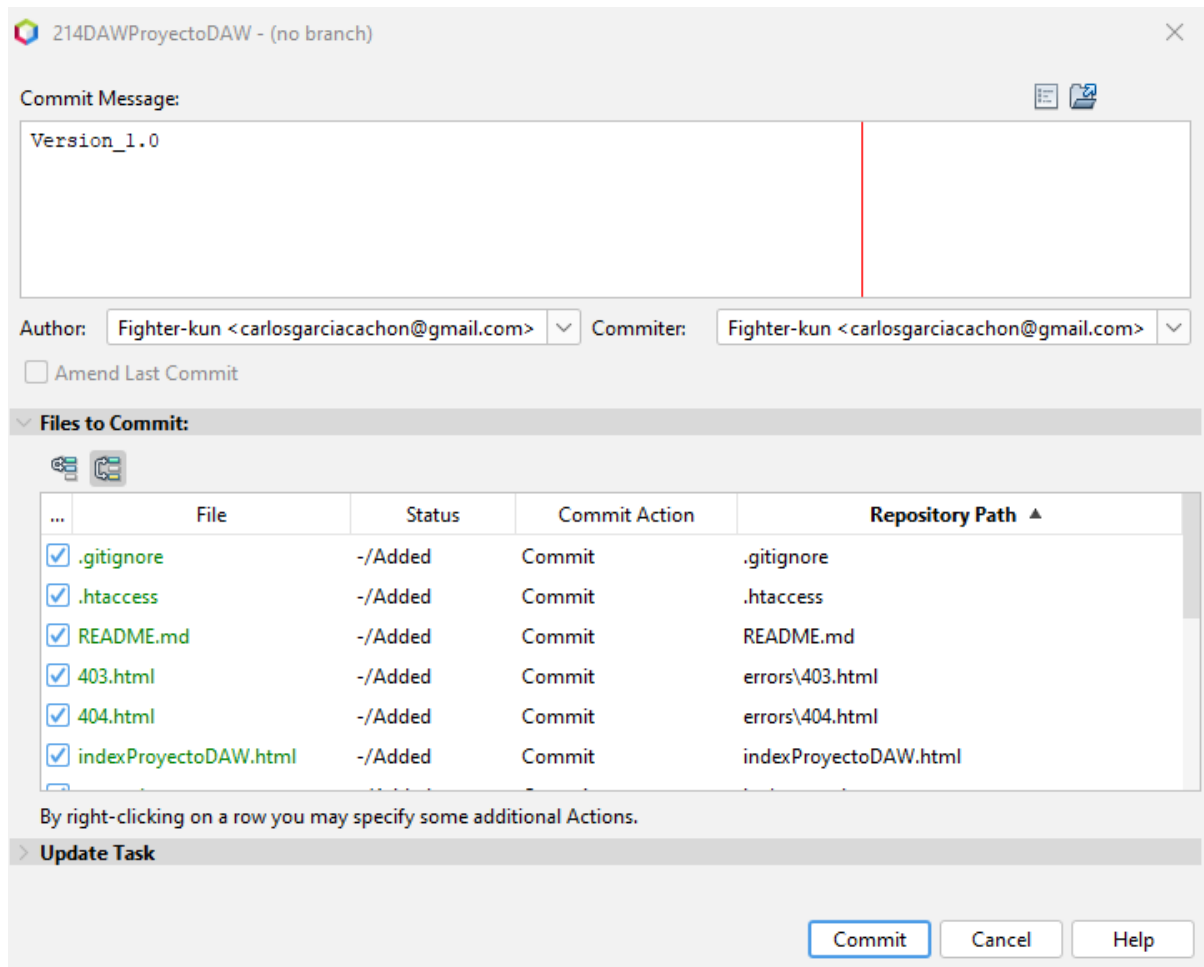 214DAWProyectoDAW - (no branch)
Commit Message:
Version_1.0
Author: Fighter-kun <carlosgarciacachon@gmail.com> Commiter: Fighter-kun <carlosgarciacachon@gmail.com>
Amend Last Commit
Files to Commit:
... File Status Commit Action Repository Path
.gitignore -/Added Commit .gitignore
.htaccess -/Added Commit .htaccess
README.md -/Added Commit README.md
403.html -/Added Commit errors\403.html
404.html -/Added Commit errors\404.html
indexProyectoDAW.html -/Added Commit indexProyectoDAW.html
By right-clicking on a row you may specify some additional Actions.
Update Task
Commit Cancel Help